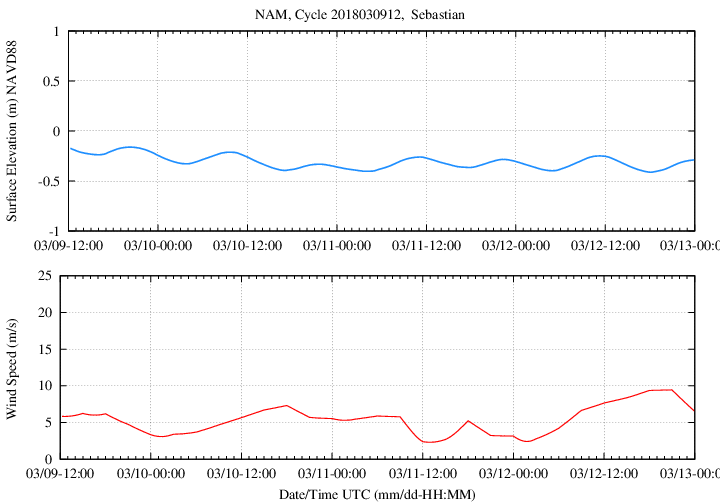 NAM, Cycle 2018030912,  Sebastian
Surface Elevation (m) NAVD88
1
0.5
0
-0.5
-1
03/09-12:00 03/10-00:00 03/10-12:00 03/11-00:00 03/11-12:00 03/12-00:00 03/12-12:00 03/13-00:0
Wind Speed (m/s)
25
20
15
10
5
0
03/09-12:00 03/10-00:00 03/10-12:00 03/11-00:00 03/11-12:00 03/12-00:00 03/12-12:00 03/13-00:0
Date/Time UTC (mm/dd-HH:MM)